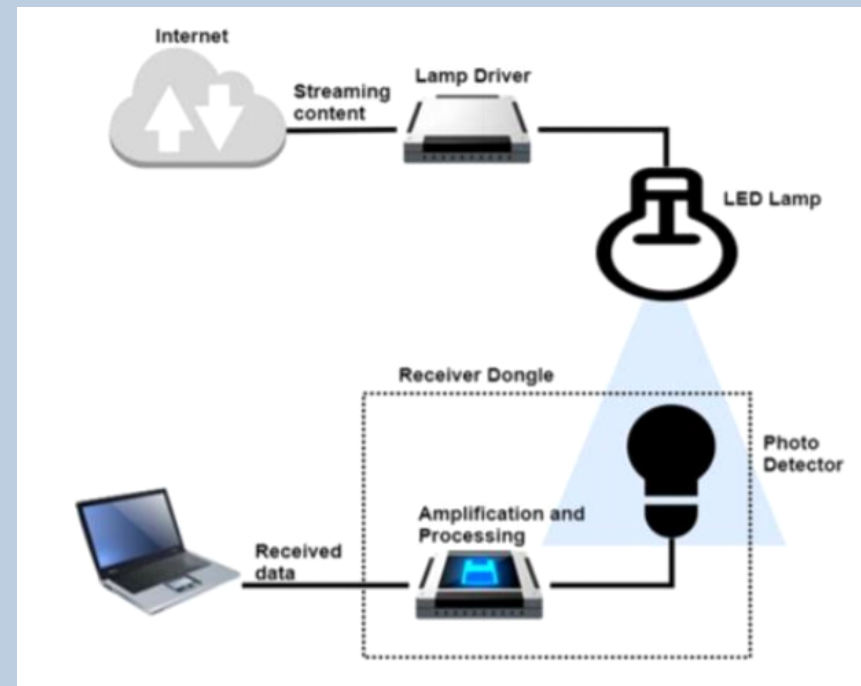 Internet
Streaming
content
Lamp Driver
LED Lamp
Receiver Dongle
Photo
Detector
Amplification and
Processing
Received
data